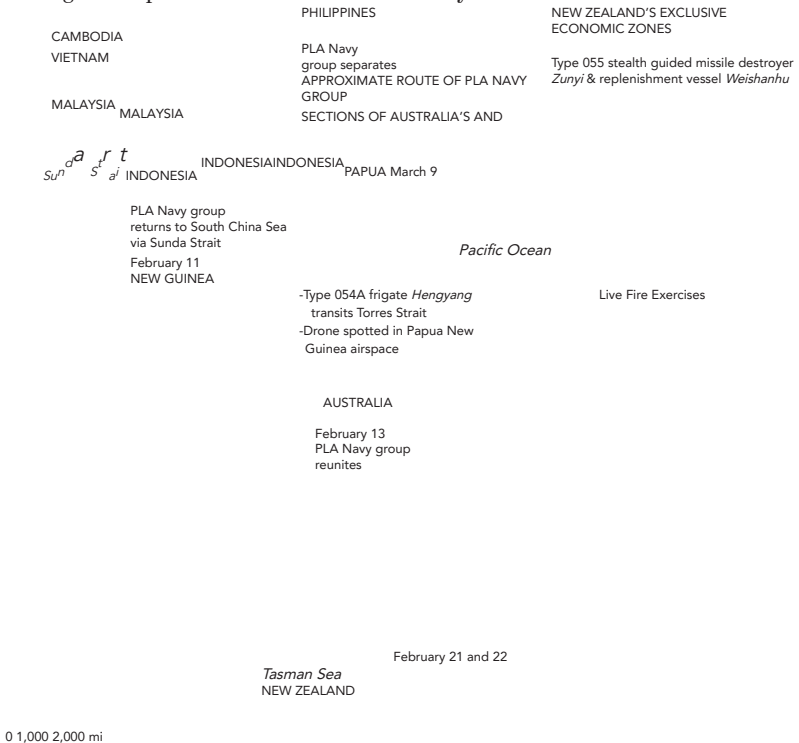 PHILIPPINES
NEW ZEALAND’S EXCLUSIVE
ECONOMIC ZONES
CAMBODIA
VIETNAM
PLA Navy
group separates
APPROXIMATE ROUTE OF PLA NAVY
GROUP
Type 055 stealth guided missile destroyer
Zunyi & replenishment vessel Weishanhu
MALAYSIA
MALAYSIA
SECTIONS OF AUSTRALIA’S AND
Sunda Strait
INDONESIA
INDONESIAINDONESIA
PAPUA March 9
PLA Navy group
returns to South China Sea
via Sunda Strait
February 11
NEW GUINEA
Pacific Ocean
-Type 054A frigate Hengyang
transits Torres Strait
-Drone spotted in Papua New
Guinea airspace
Live Fire Exercises
AUSTRALIA
February 13
PLA Navy group
reunites
February 21 and 22
Tasman Sea
NEW ZEALAND
0 1,000 2,000 mi